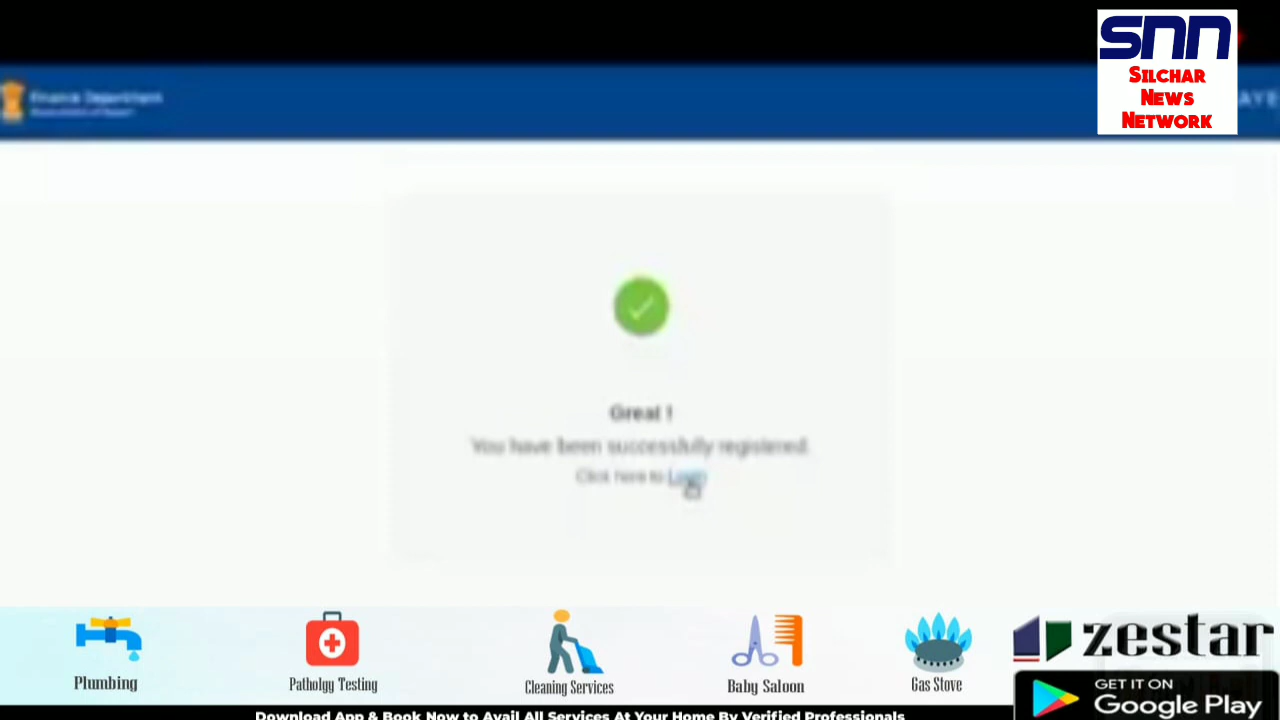 snn
SILCHAR
NEWS
NETWORK
Finance Department
AYE
Great !
You have been successfully registered.
Click here to Login
Plumbing
Patholgy Testing
Cleaning Services
Baby Saloon
Gas Stove
zestar
GET IT ON
Google Play
Download App & Book Now to Avail All Services At Your Home By Verified Professionals